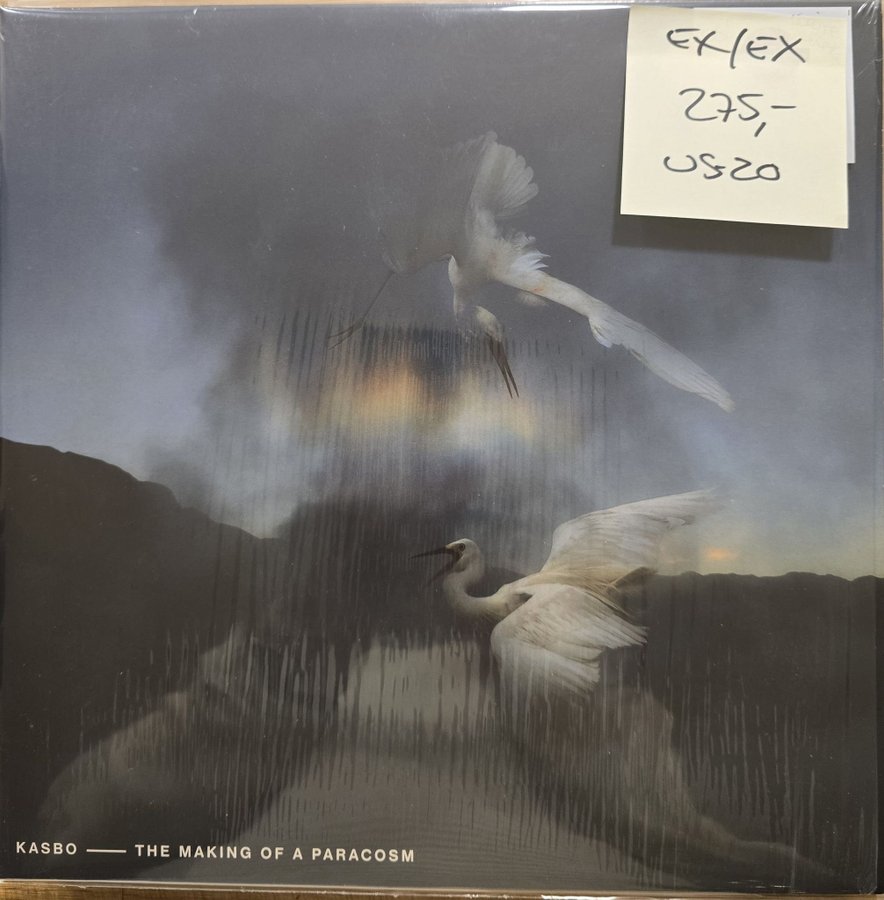 EX/EX
275,-
US20
KASBO — THE MAKING OF A PARACOSM